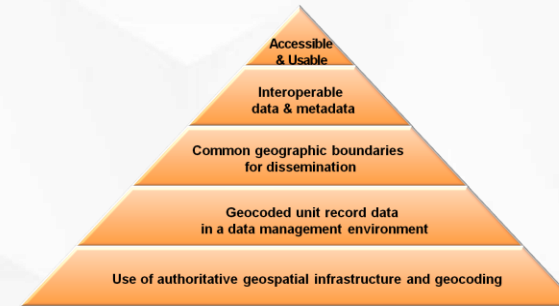 Accessible
& Usable
Interoperable
data & metadata
Common geographic boundaries
for dissemination
Geocoded unit record data
in a data management environment
Use of authoritative geospatial infrastructure and geocoding